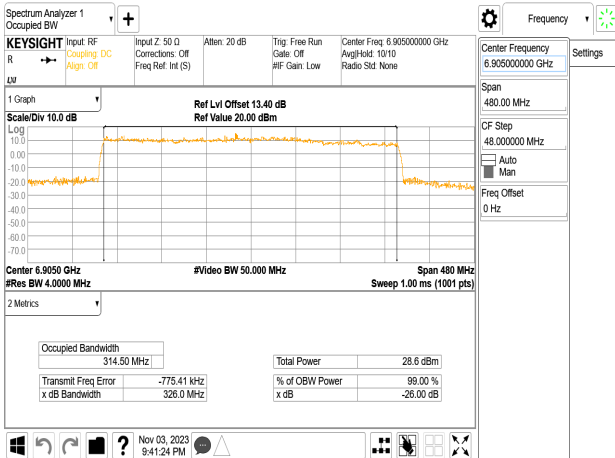 Spectrum Analyzer 1
Occupied BW
Frequency
KEYSIGHT
R
LXI
Input: RF
Coupling: DC
Align: Off
Input Z: 50 Ω
Corrections: Off
Freq Ref: Int (S)
Atten: 20 dB
Trig: Free Run
Gate: Off
#IF Gain: Low
Center Freq: 6.905000000 GHz
Avg|Hold: 10/10
Radio Std: None
Center Frequency
6.905000000 GHz
Settings
Span
480.00 MHz
CF Step
48.000000 MHz
Auto
Man
Freq Offset
0 Hz
1 Graph
Ref Lvl Offset 13.40 dB
Scale/Div 10.0 dB
Ref Value 20.00 dBm
Log
10.0
0.00
-10.0
-20.0
-30.0
-40.0
-50.0
-60.0
-70.0
Center 6.9050 GHz
#Video BW 50.000 MHz
Span 480 MHz
#Res BW 4.0000 MHz
Sweep 1.00 ms (1001 pts)
2 Metrics
Occupied Bandwidth
314.50 MHz
Total Power 28.6 dBm
Transmit Freq Error -775.41 kHz
% of OBW Power 99.00 %
x dB Bandwidth 326.0 MHz
x dB -26.00 dB
?
Nov 03, 2023
9:41:24 PM